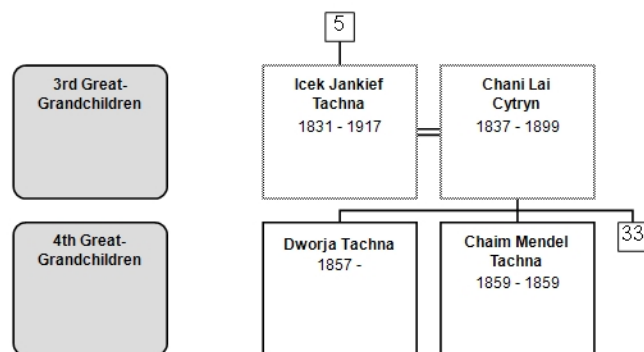 5
3rd Great-
Grandchildren
Icek Jankief
Tachna
1831 - 1917
Chani Lai
Cytryn
1837 - 1899
4th Great-
Grandchildren
Dworja Tachna
1857 -
Chaim Mendel
Tachna
1859 - 1859
33